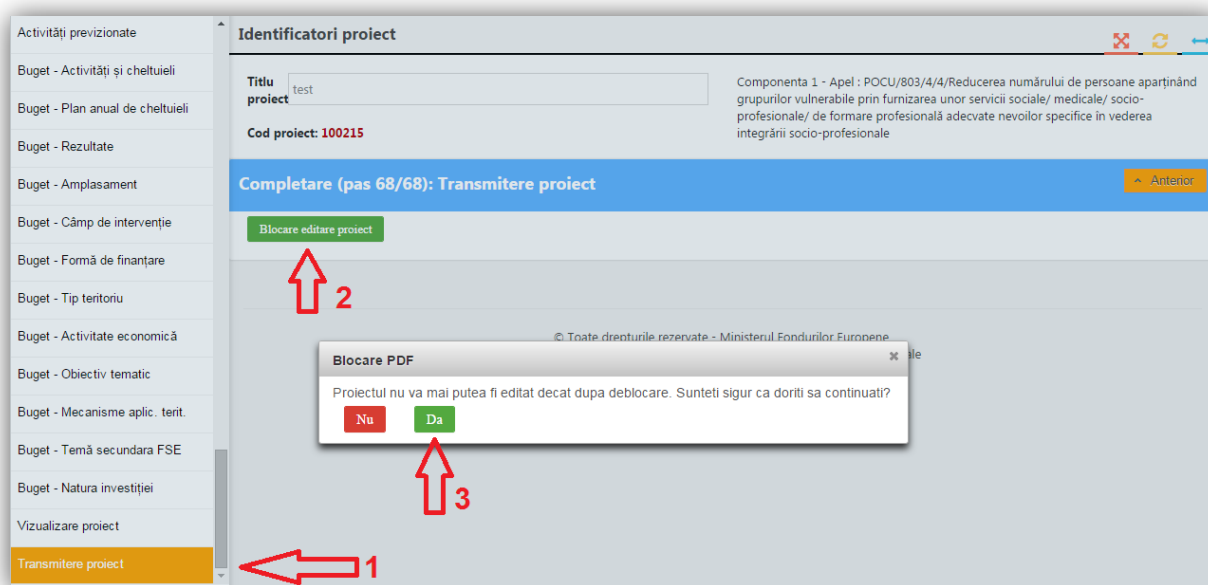 Activități previzionate
Buget - Activități și cheltuieli
Buget - Plan anual de cheltuieli
Buget - Rezultate
Buget - Amplasament
Buget - Câmp de intervenție
Buget - Formă de finanțare
Buget - Tip teritoriu
Buget - Activitate economică
Buget - Obiectiv tematic
Buget - Mecanisme aplic. terit.
Buget - Temă secundara FSE
Buget - Natura investiției
Vizualizare proiect
Transmitere proiect
1
Identificatori proiect
Titlu
proiect
test
Cod proiect: 100215
Componenta 1 - Apel : POCU/803/4/4/Reducerea numărului de persoane aparținând
grupurilor vulnerabile prin furnizarea unor servicii sociale/ medicale/ socio-
profesionale/ de formare profesională adecvate nevoilor specifice în vederea
integrării socio-profesionale
Completare (pas 68/68): Transmitere proiect
Anterior
Blocare editare proiect
2
© Toate drepturile rezervate - Ministerul Fondurilor Europene
ale
Blocare PDF
Proiectul nu va mai putea fi editat decat dupa deblocare. Sunteti sigur ca doriti sa continuati?
Nu
Da
3